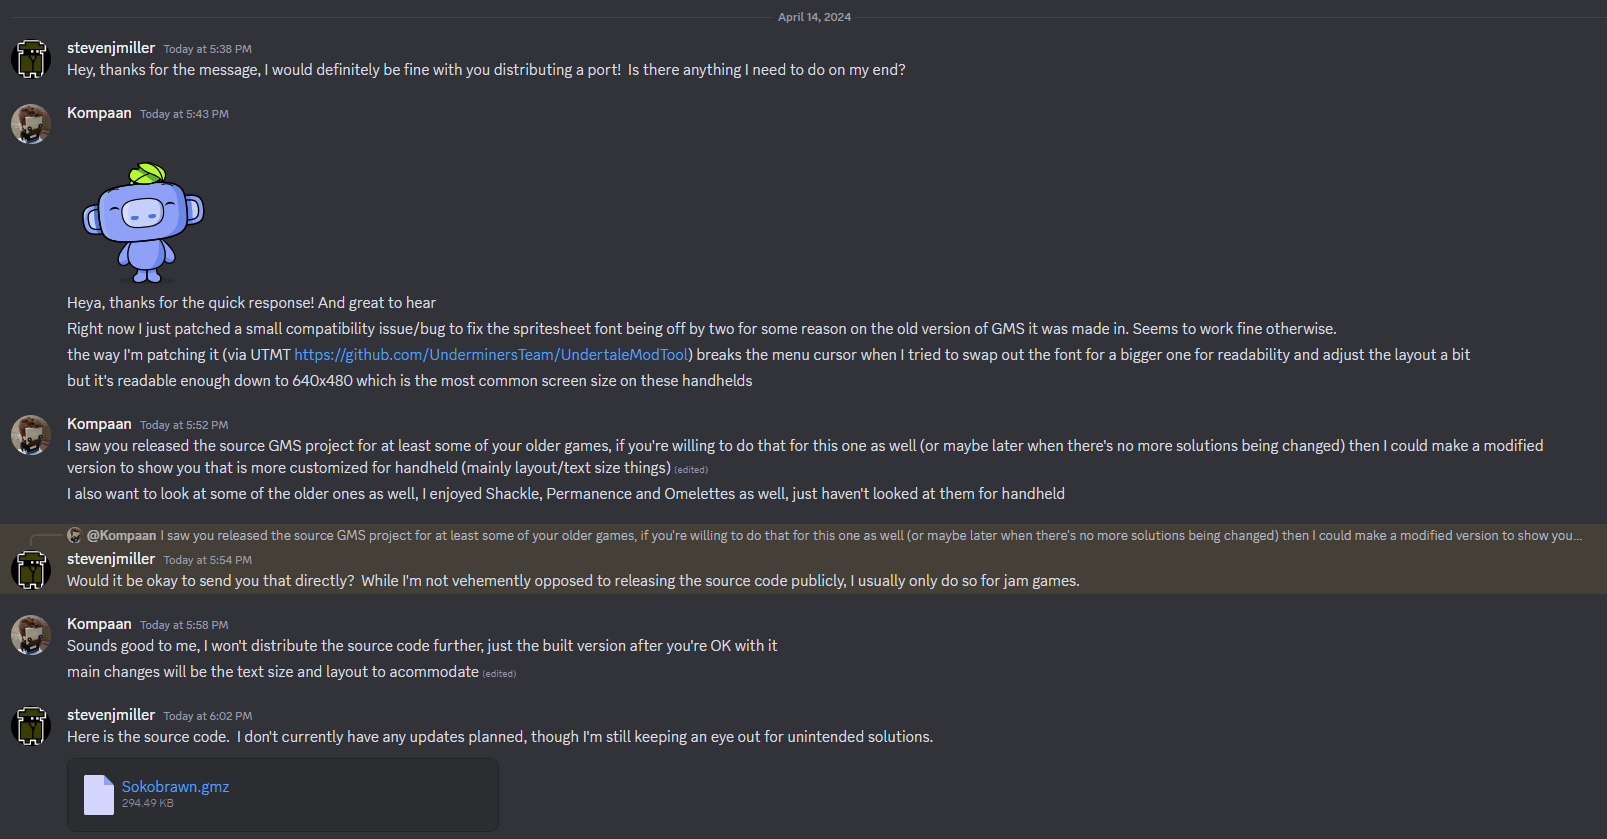 April 14, 2024
stevenjmiller Today at 5:38 PM
Hey, thanks for the message, I would definitely be fine with you distributing a port!  Is there anything I need to do on my end?
Kompaan Today at 5:43 PM
Heya, thanks for the quick response! And great to hear
Right now I just patched a small compatibility issue/bug to fix the spritesheet font being off by two for some reason on the old version of GMS it was made in. Seems to work fine otherwise.
the way I'm patching it (via UTMT https://github.com/UnderminersTeam/UndertaleModTool) breaks the menu cursor when I tried to swap out the font for a bigger one for readability and adjust the layout a bit
but it's readable enough down to 640x480 which is the most common screen size on these handhelds
Kompaan Today at 5:52 PM
I saw you released the source GMS project for at least some of your older games, if you're willing to do that for this one as well (or maybe later when there's no more solutions being changed) then I could make a modified
version to show you that is more customized for handheld (mainly layout/text size things) (edited)
I also want to look at some of the older ones as well, I enjoyed Shackle, Permanence and Omelettes as well, just haven't looked at them for handheld
@Kompaan I saw you released the source GMS project for at least some of your older games, if you're willing to do that for this one as well (or maybe later when there's no more solutions being changed) then I could make a modified version to show you...
stevenjmiller Today at 5:54 PM
Would it be okay to send you that directly?  While I'm not vehemently opposed to releasing the source code publicly, I usually only do so for jam games.
Kompaan Today at 5:58 PM
Sounds good to me, I won't distribute the source code further, just the built version after you're OK with it
main changes will be the text size and layout to acommodate (edited)
stevenjmiller Today at 6:02 PM
Here is the source code.  I don't currently have any updates planned, though I'm still keeping an eye out for unintended solutions.
Sokobrawn.gmz
294.49 KB